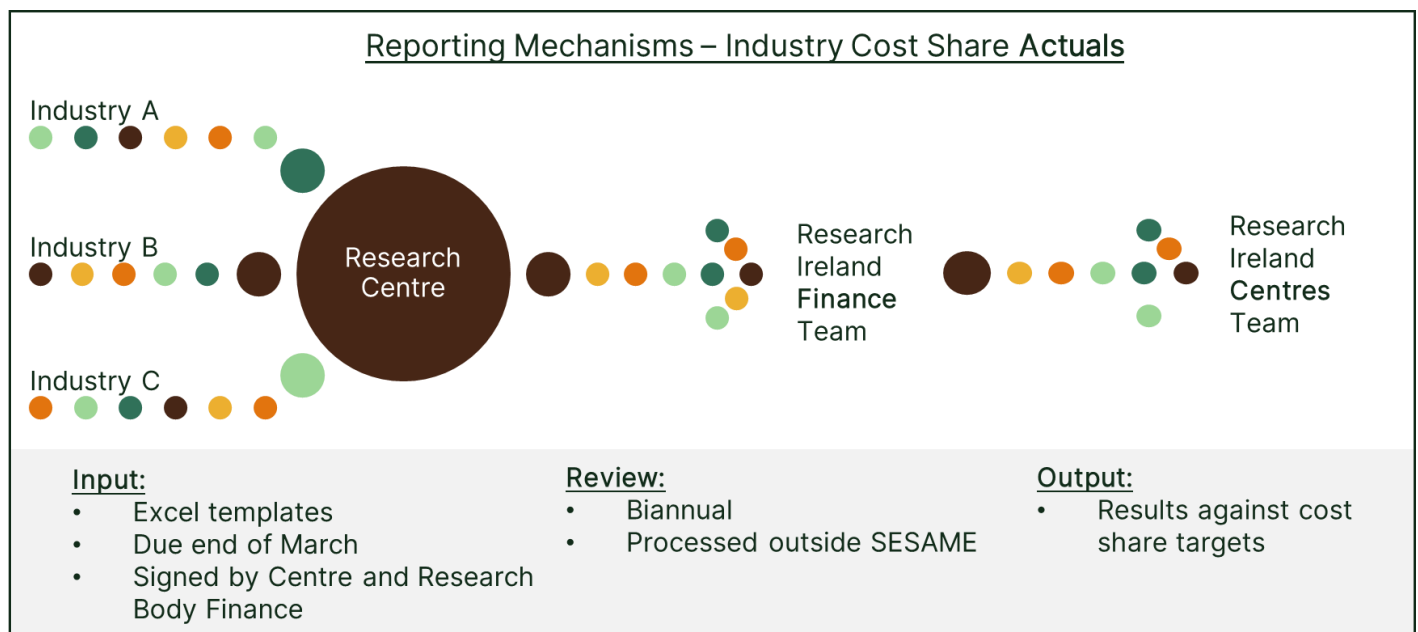 Reporting Mechanisms – Industry Cost Share Actuals
Industry A
Industry B
Industry C
Research
Centre
Research
Ireland
Finance
Team
Research
Ireland
Centres
Team
Input:
• Excel templates
• Due end of March
• Signed by Centre and Research
Body Finance
Review:
• Biannual
• Processed outside SESAME
Output:
• Results against cost
share targets